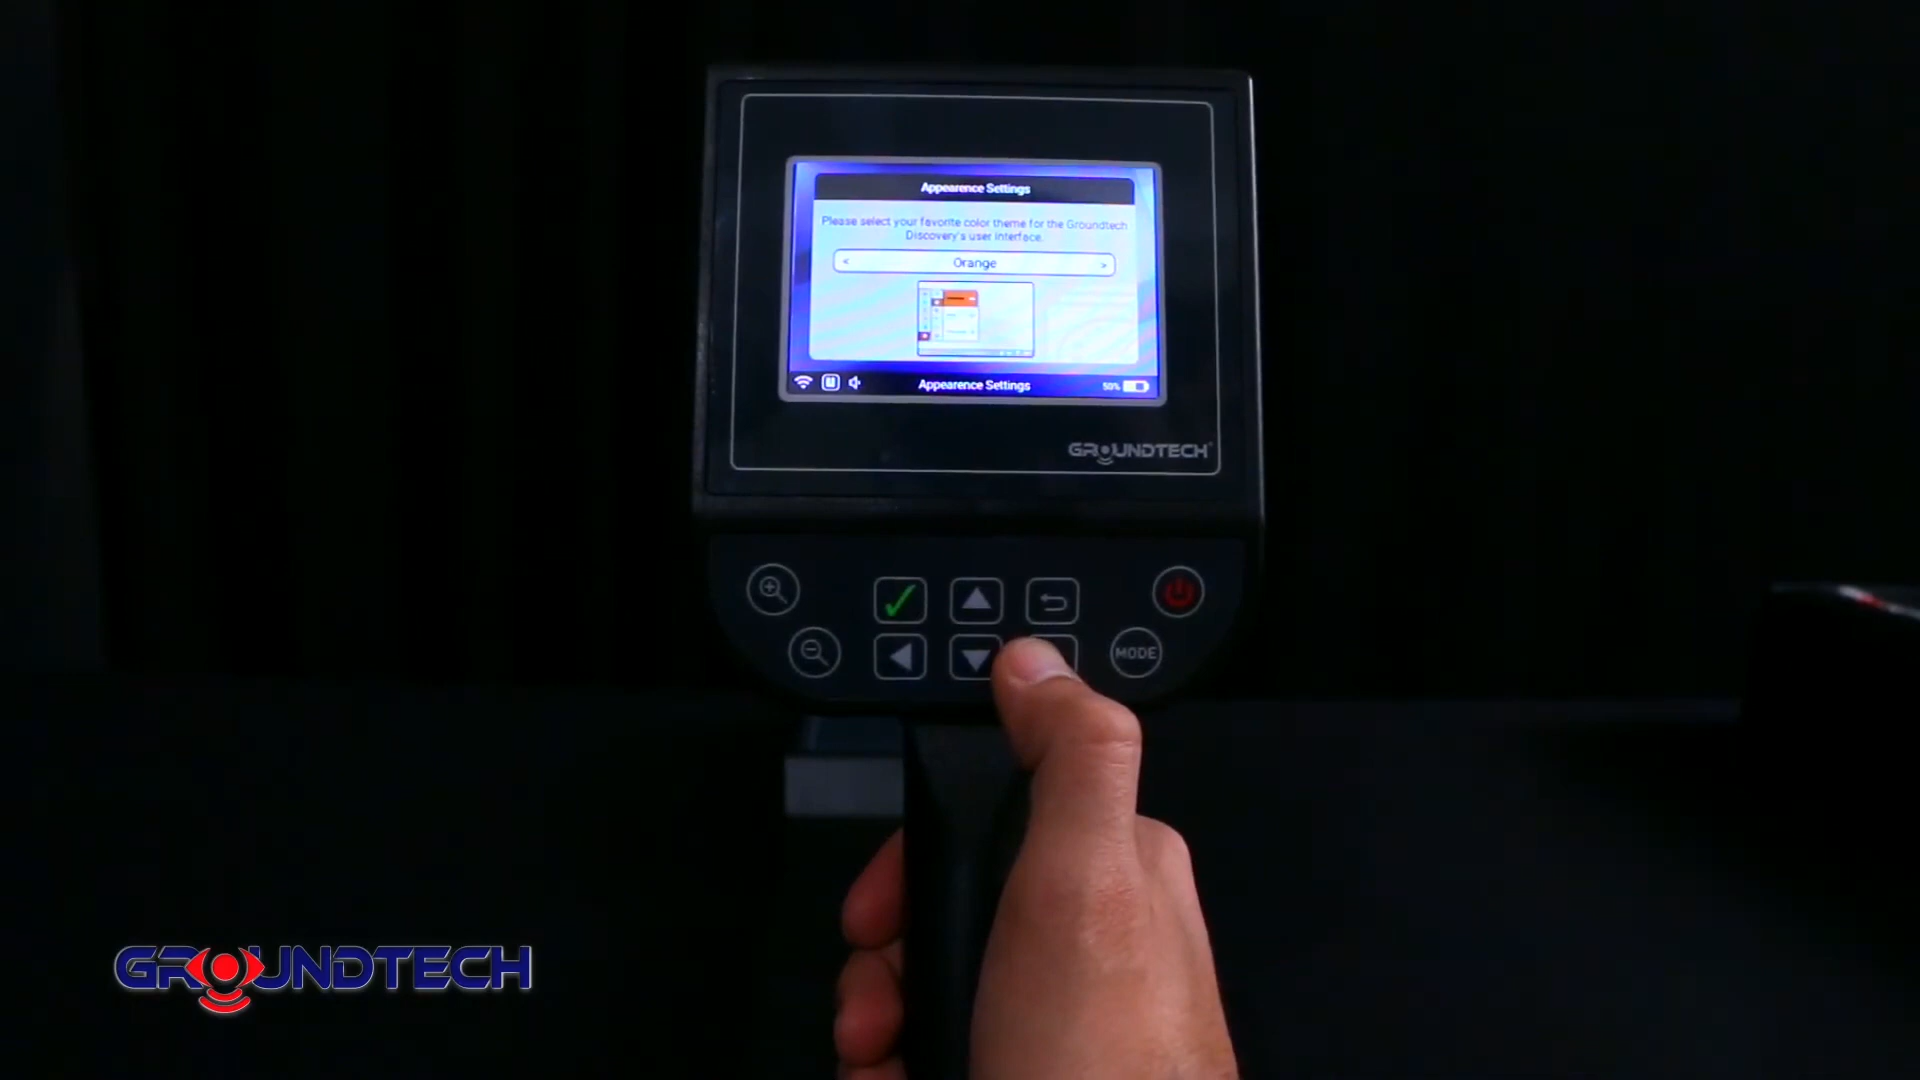 Appearence Settings
Please select your favorite color theme for the Groundtech
Discovery's user interface.
< Orange >
Appearence Settings
50%
GROUNDTECH
MODE
GROUNDTECH